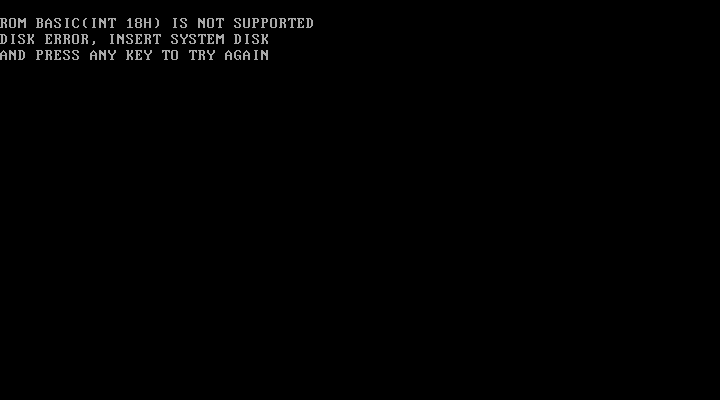 ROM BASIC(INT 18H) IS NOT SUPPORTED
DISK ERROR, INSERT SYSTEM DISK
AND PRESS ANY KEY TO TRY AGAIN